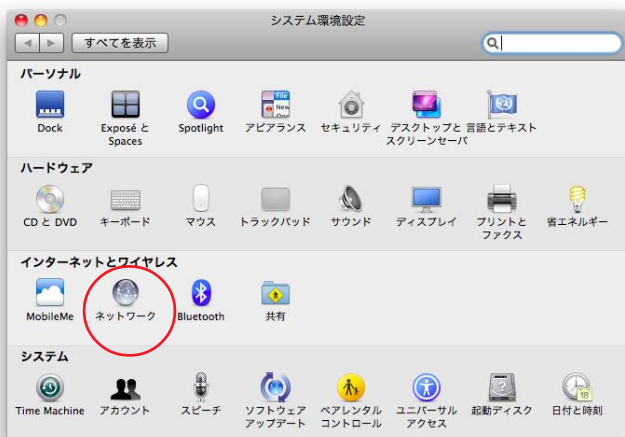 システム環境設定
すべてを表示
パーソナル
Dock
Exposé と
Spaces
Spotlight
File
New
アピアランス
セキュリティ
デスクトップと
スクリーンセーバ
言語とテキスト
ハードウェア
CD と DVD
キーボード
マウス
トラックパッド
サウンド
ディスプレイ
プリントと
ファクス
省エネルギー
インターネットとワイヤレス
MobileMe
ネットワーク
Bluetooth
共有
システム
Time Machine
アカウント
スピーチ
ソフトウェア
アップデート
ペアレンタル
コントロール
ユニバーサル
アクセス
起動ディスク
18
日付と時刻